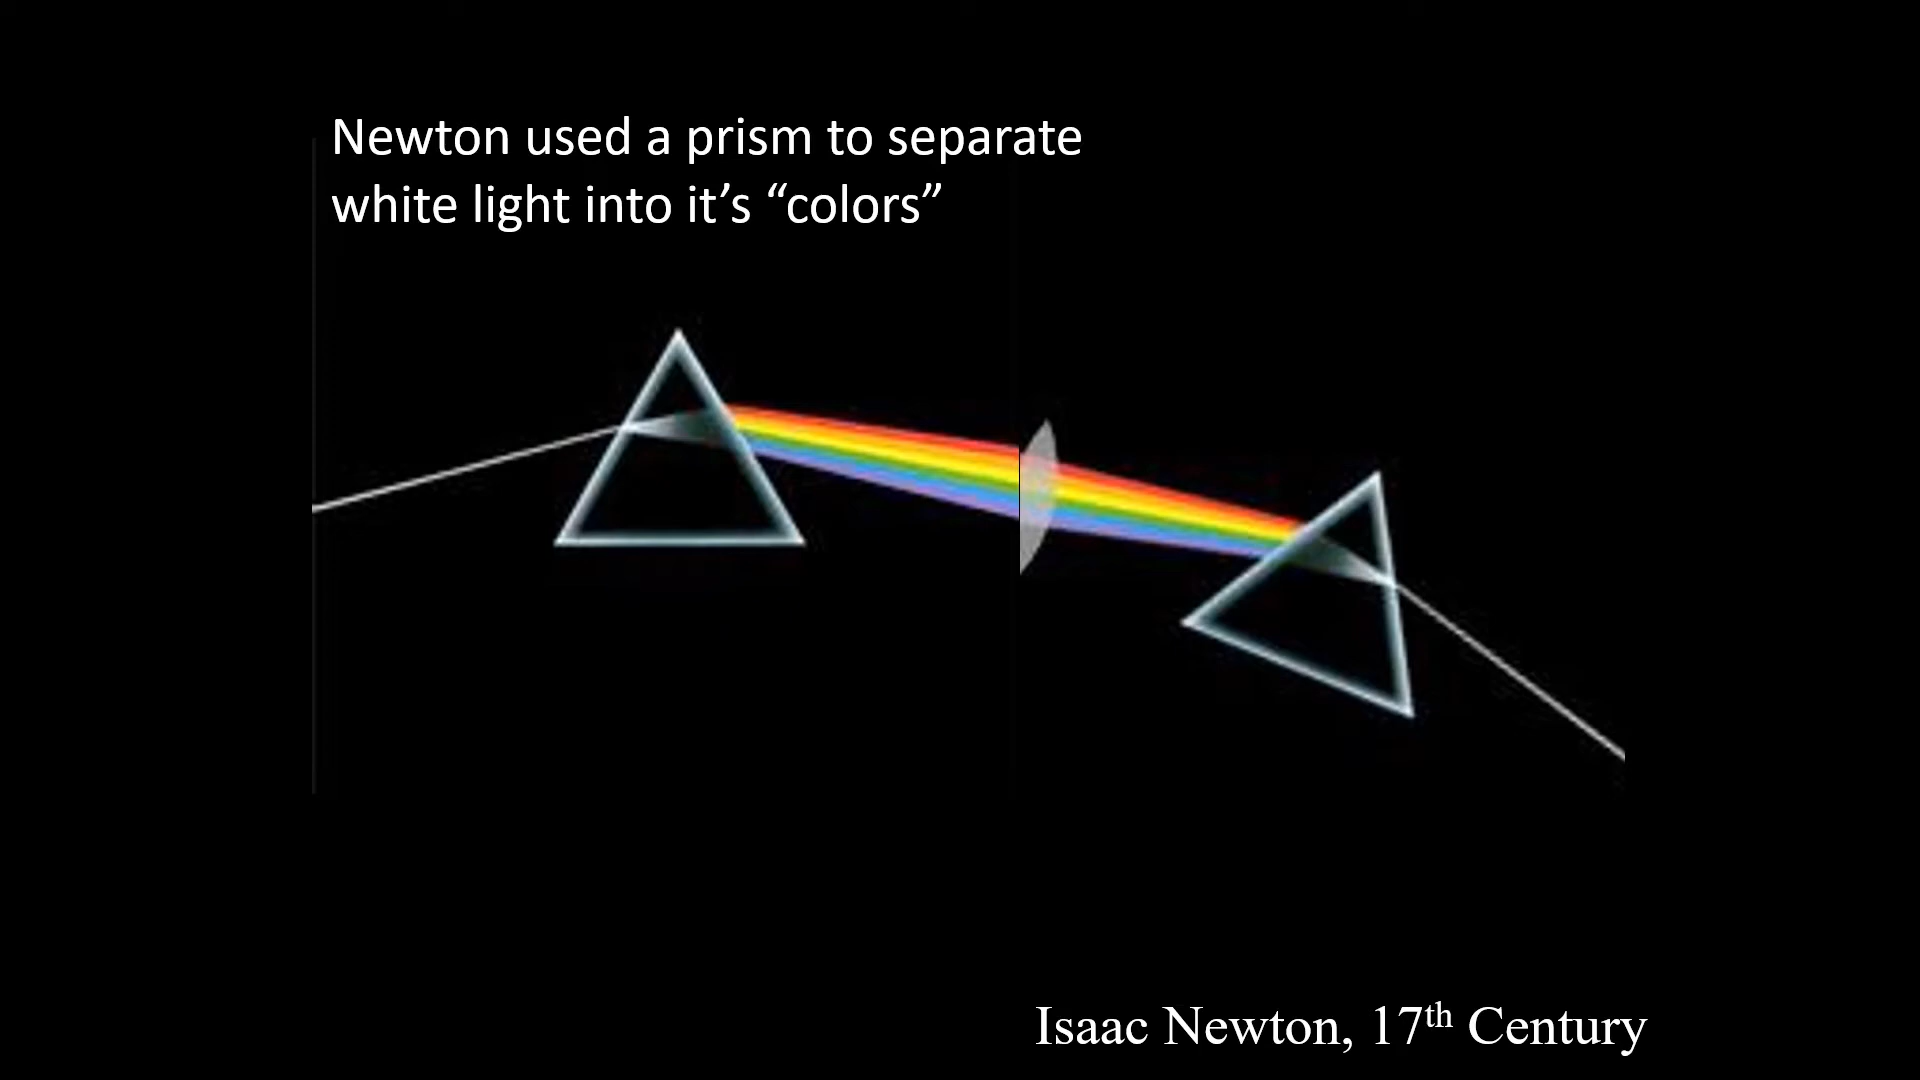 Newton used a prism to separate
white light into it’s “colors”
Isaac Newton, 17th Century